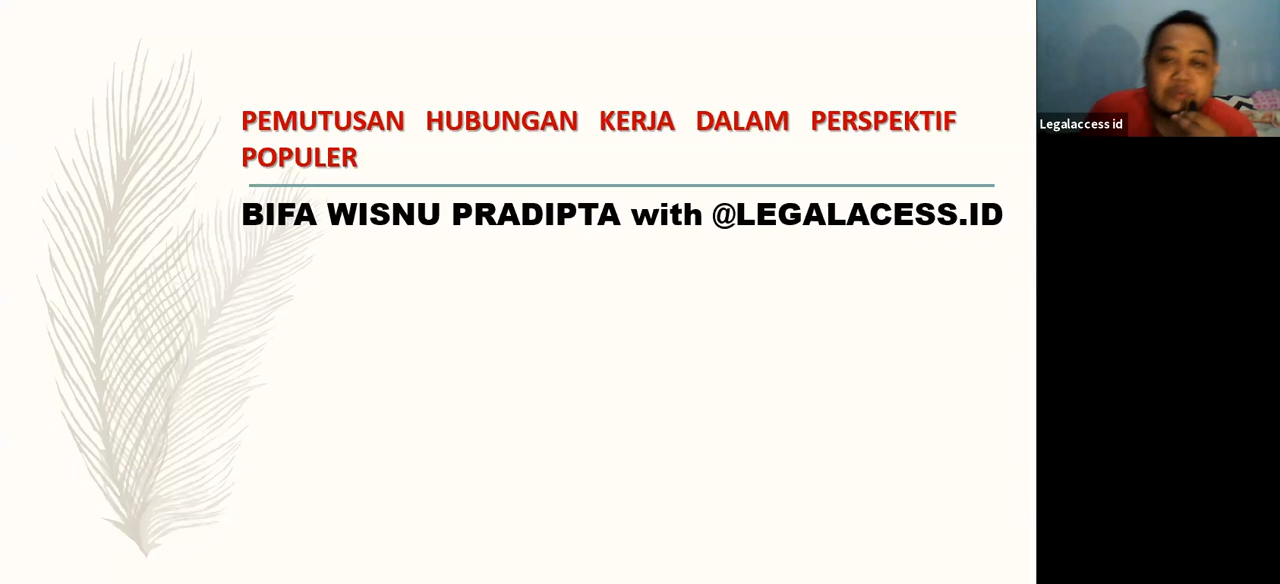 PEMUTUSAN HUBUNGAN KERJA DALAM PERSPEKTIF
POPULER
BIFA WISNU PRADIPTA with @LEGALACESS.ID
Legalaccess id